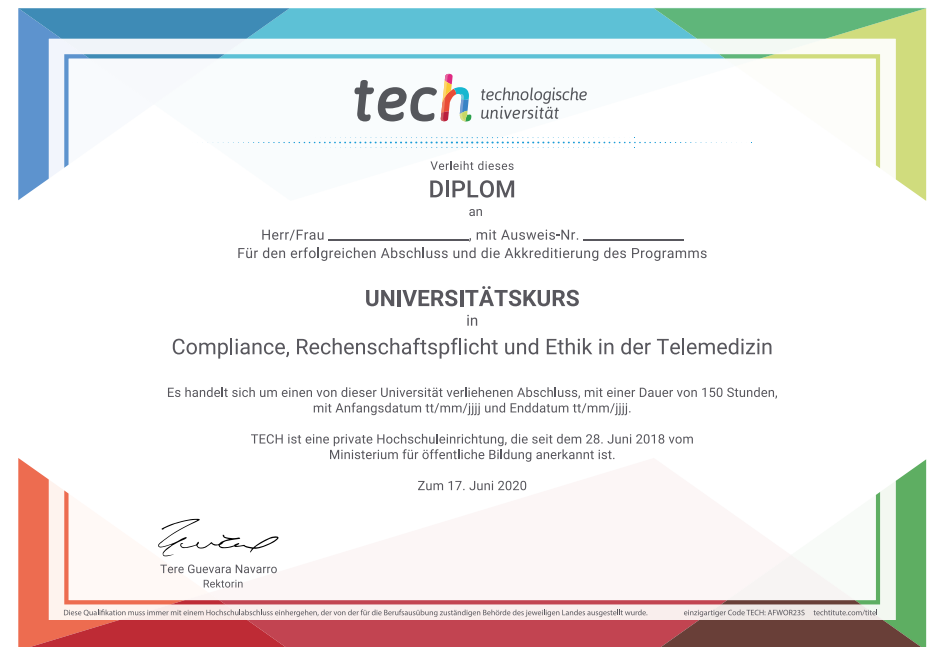 tech technologische
universität
Verleiht dieses
DIPLOM
an
Herr/Frau ____________, mit Ausweis-Nr. ____________
Für den erfolgreichen Abschluss und die Akkreditierung des Programms
UNIVERSITÄTSKURS
in
Compliance, Rechenschaftspflicht und Ethik in der Telemedizin
Es handelt sich um einen von dieser Universität verliehenen Abschluss, mit einer Dauer von 150 Stunden,
mit Anfangsdatum tt/mm/jjjj und Enddatum tt/mm/jjjj.
TECH ist eine private Hochschuleinrichtung, die seit dem 28. Juni 2018 vom
Ministerium für öffentliche Bildung anerkannt ist.
Zum 17. Juni 2020
Tere Guevara Navarro
Rektorin
Diese Qualifikation muss immer mit einem Hochschulabschluss einhergehen, der von der für die Berufsausübung zuständigen Behörde des jeweiligen Landes ausgestellt wurde. einzigartiger Code TECH: AFWOR23S techtitute.com/titel